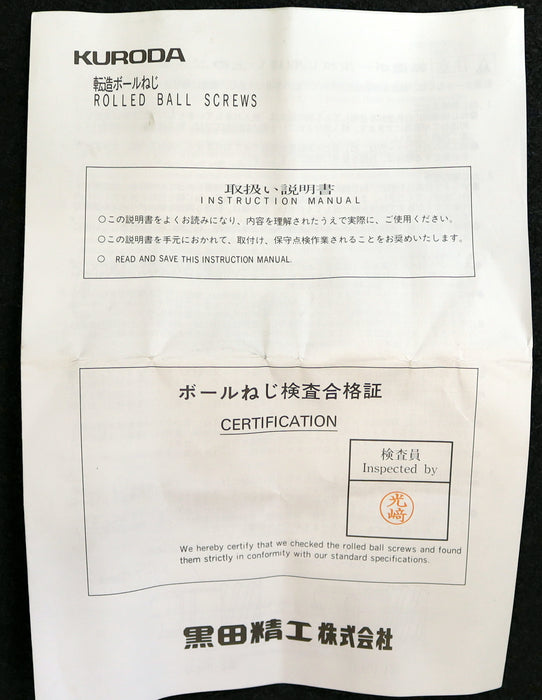 KURODA
転造ボールねじ
ROLLED BALL SCREWS
取扱い説明書
INSTRUCTION MANUAL
○この説明書をよくお読みになり、内容を理解されたうえで実際に、ご使用ください。
○この説明書を手元におかれて、取付け、保守点検作業されることをお奨めいたします。
○ READ AND SAVE THIS INSTRUCTION MANUAL.
ボールねじ検査合格証
CERTIFICATION
検査員
Inspected by
光
﨑
We hereby certify that we checked the rolled ball screws and found
them strictly in conformity with our standard specifications.
黒田精工株式会社